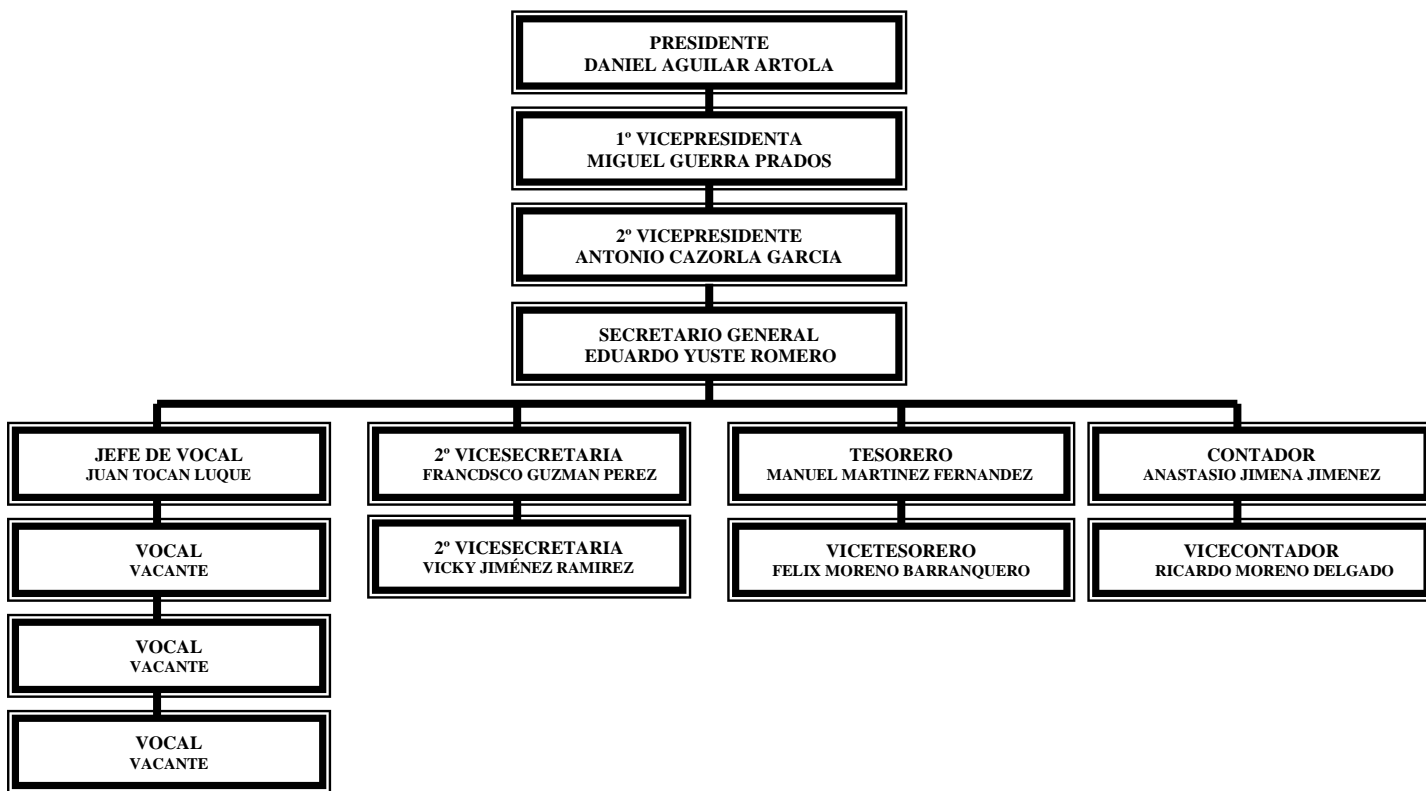 PRESIDENTE
DANIEL AGUILAR ARTOLA
1º VICEPRESIDENTA
MIGUEL GUERRA PRADOS
2º VICEPRESIDENTE
ANTONIO CAZORLA GARCIA
SECRETARIO GENERAL
EDUARDO YUSTE ROMERO
JEFE DE VOCAL
JUAN TOCAN LUQUE
2º VICESECRETARIA
FRANCDSCO GUZMAN PEREZ
TESORERO
MANUEL MARTINEZ FERNANDEZ
CONTADOR
ANASTASIO JIMENA JIMENEZ
VOCAL
VACANTE
2º VICESECRETARIA
VICKY JIMÉNEZ RAMIREZ
VICETESORERO
FELIX MORENO BARRANQUERO
VICECONTADOR
RICARDO MORENO DELGADO
VOCAL
VACANTE
VOCAL
VACANTE